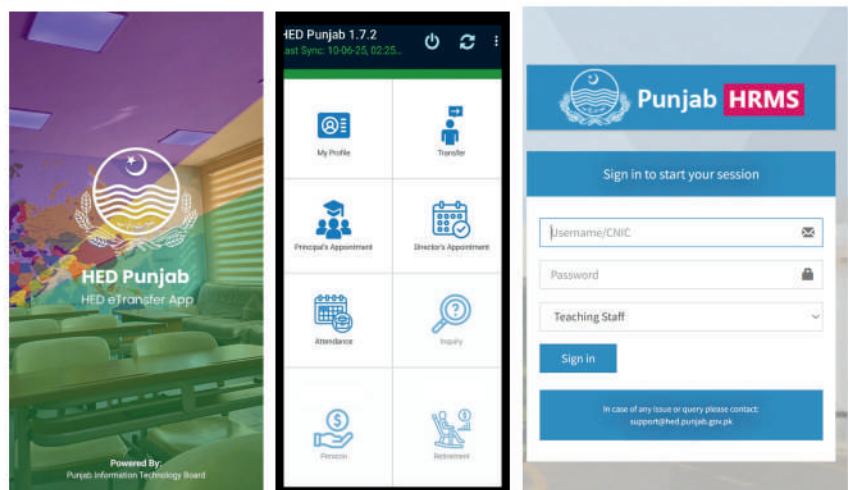 HED Punjab
HED eTransfer App
Powered By:
Punjab Information Technology Board
HED Punjab 1.7.2
Last Sync: 10-06-25, 02:25...
My Profile
Transfer
Principal's Appointment
Director's Appointment
Attendance
Inquiry
Pension
Retirement
Punjab HRMS
Sign in to start your session
Username/CNIC
Password
Teaching Staff
Sign in
In case of any issue or query please contact:
support@hed.punjab.gov.pk